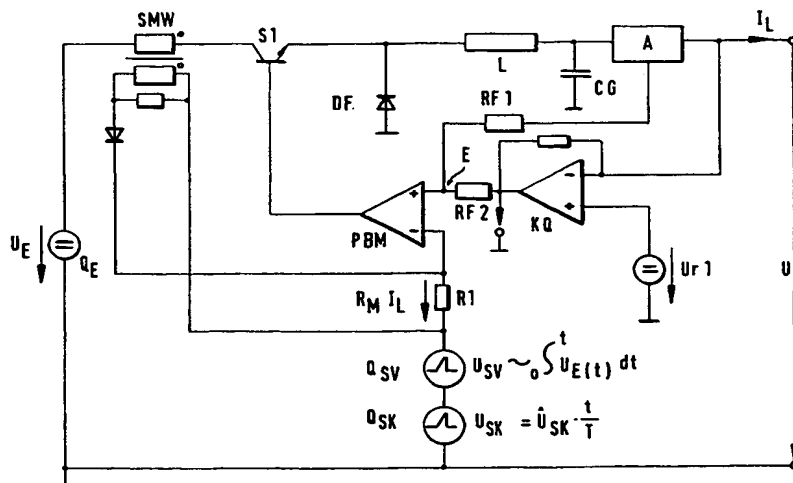 SMW
S1
I_L
A
L
CG
DF.
RF1
E
RF2
KQ
PBM
U_E
Q_E
Ur1
U
R_M I_L
R1
Q_SV U_SV ~ ₀∫ᵗ U_E(t) dt
Q_SK U_SK = Û_SK · t/T